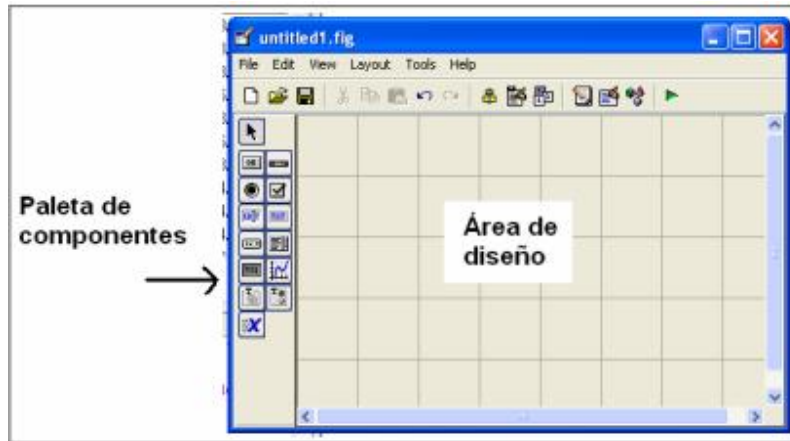 untitled1.fig
File Edit View Layout Tools Help
Paleta de
componentes
Área de
diseño